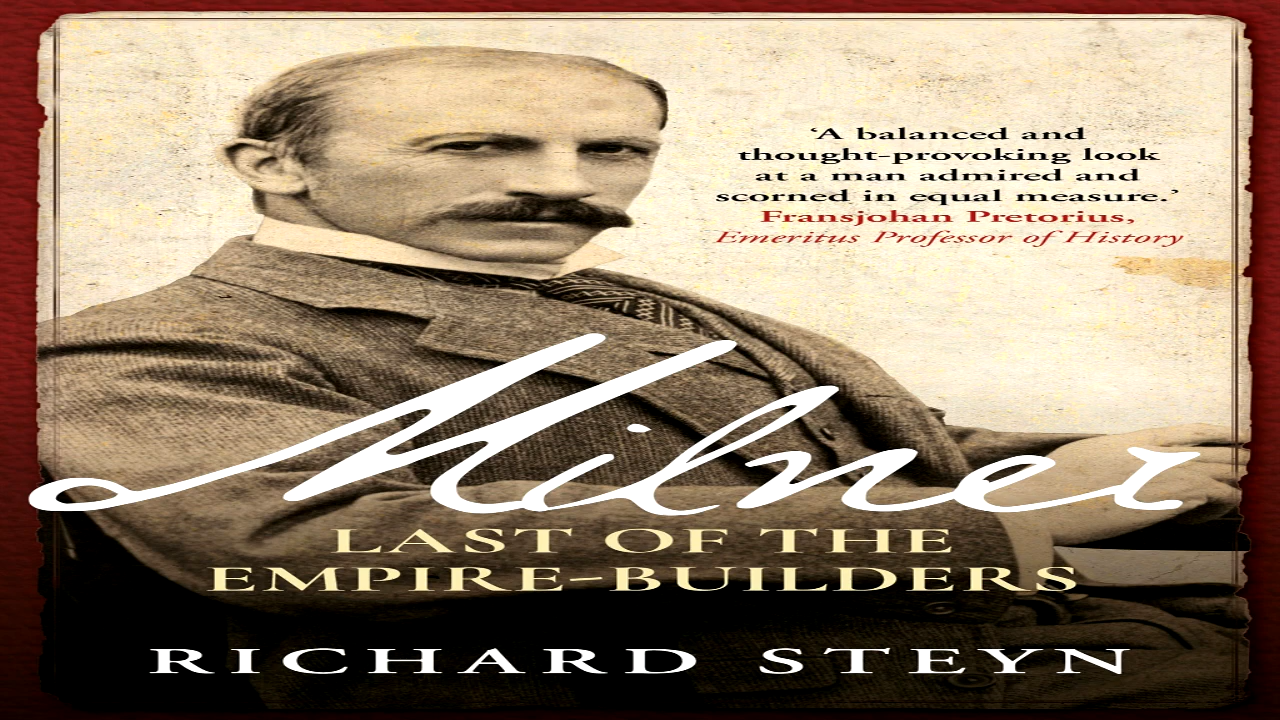 ‘A balanced and
thought-provoking look
at a man admired and
scorned in equal measure.’
Fransjohan Pretorius,
Emeritus Professor of History
Milner
LAST OF THE
EMPIRE-BUILDERS
RICHARD STEYN